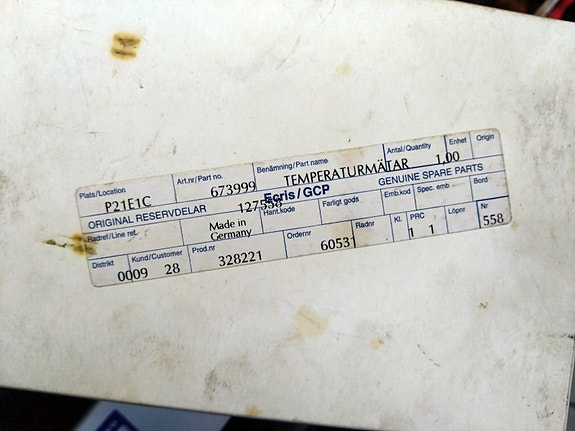 Plats/Location Art.nr/Part no. Benämning/Part name Antal/Quantity Enhet Origin
P21E1C 673999 TEMPERATURMÄTAR 1,00
ORIGINAL RESERVDELAR 127558 Ecris/GCP GENUINE SPARE PARTS
Radref/Line ref. Made in Germany Hant.kode Farligt gods Emb.kod Spec. emb Bord
Distrikt Kund/Customer Prod.nr Ordernr Radnr Kl. PRC Löpnr Nr
0009 28 328221 60531 1 1 558